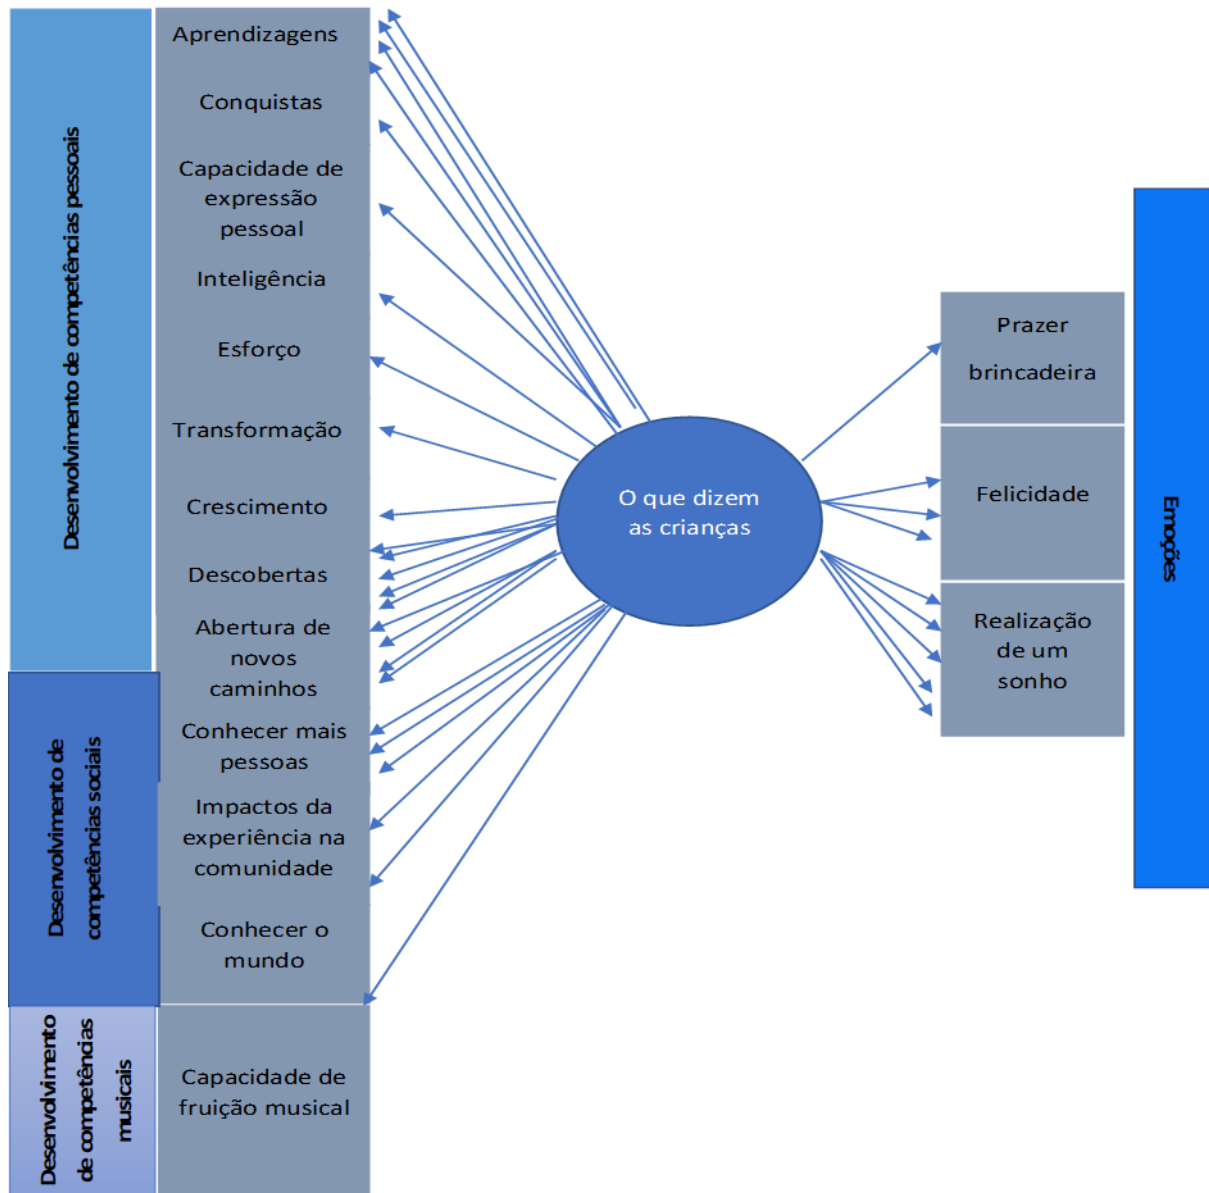 Desenvolvimento de competências pessoais
Aprendizagens
Conquistas
Capacidade de
expressão
pessoal
Inteligência
Esforço
Transformação
Crescimento
Descobertas
Abertura de
novos
caminhos
Desenvolvimento de
competências sociais
Conhecer mais
pessoas
Impactos da
experiência na
comunidade
Conhecer o
mundo
Desenvolvimento
de competências
musicais
Capacidade de
fruição musical
O que dizem
as crianças
Prazer
brincadeira
Felicidade
Realização
de um
sonho
Emoções